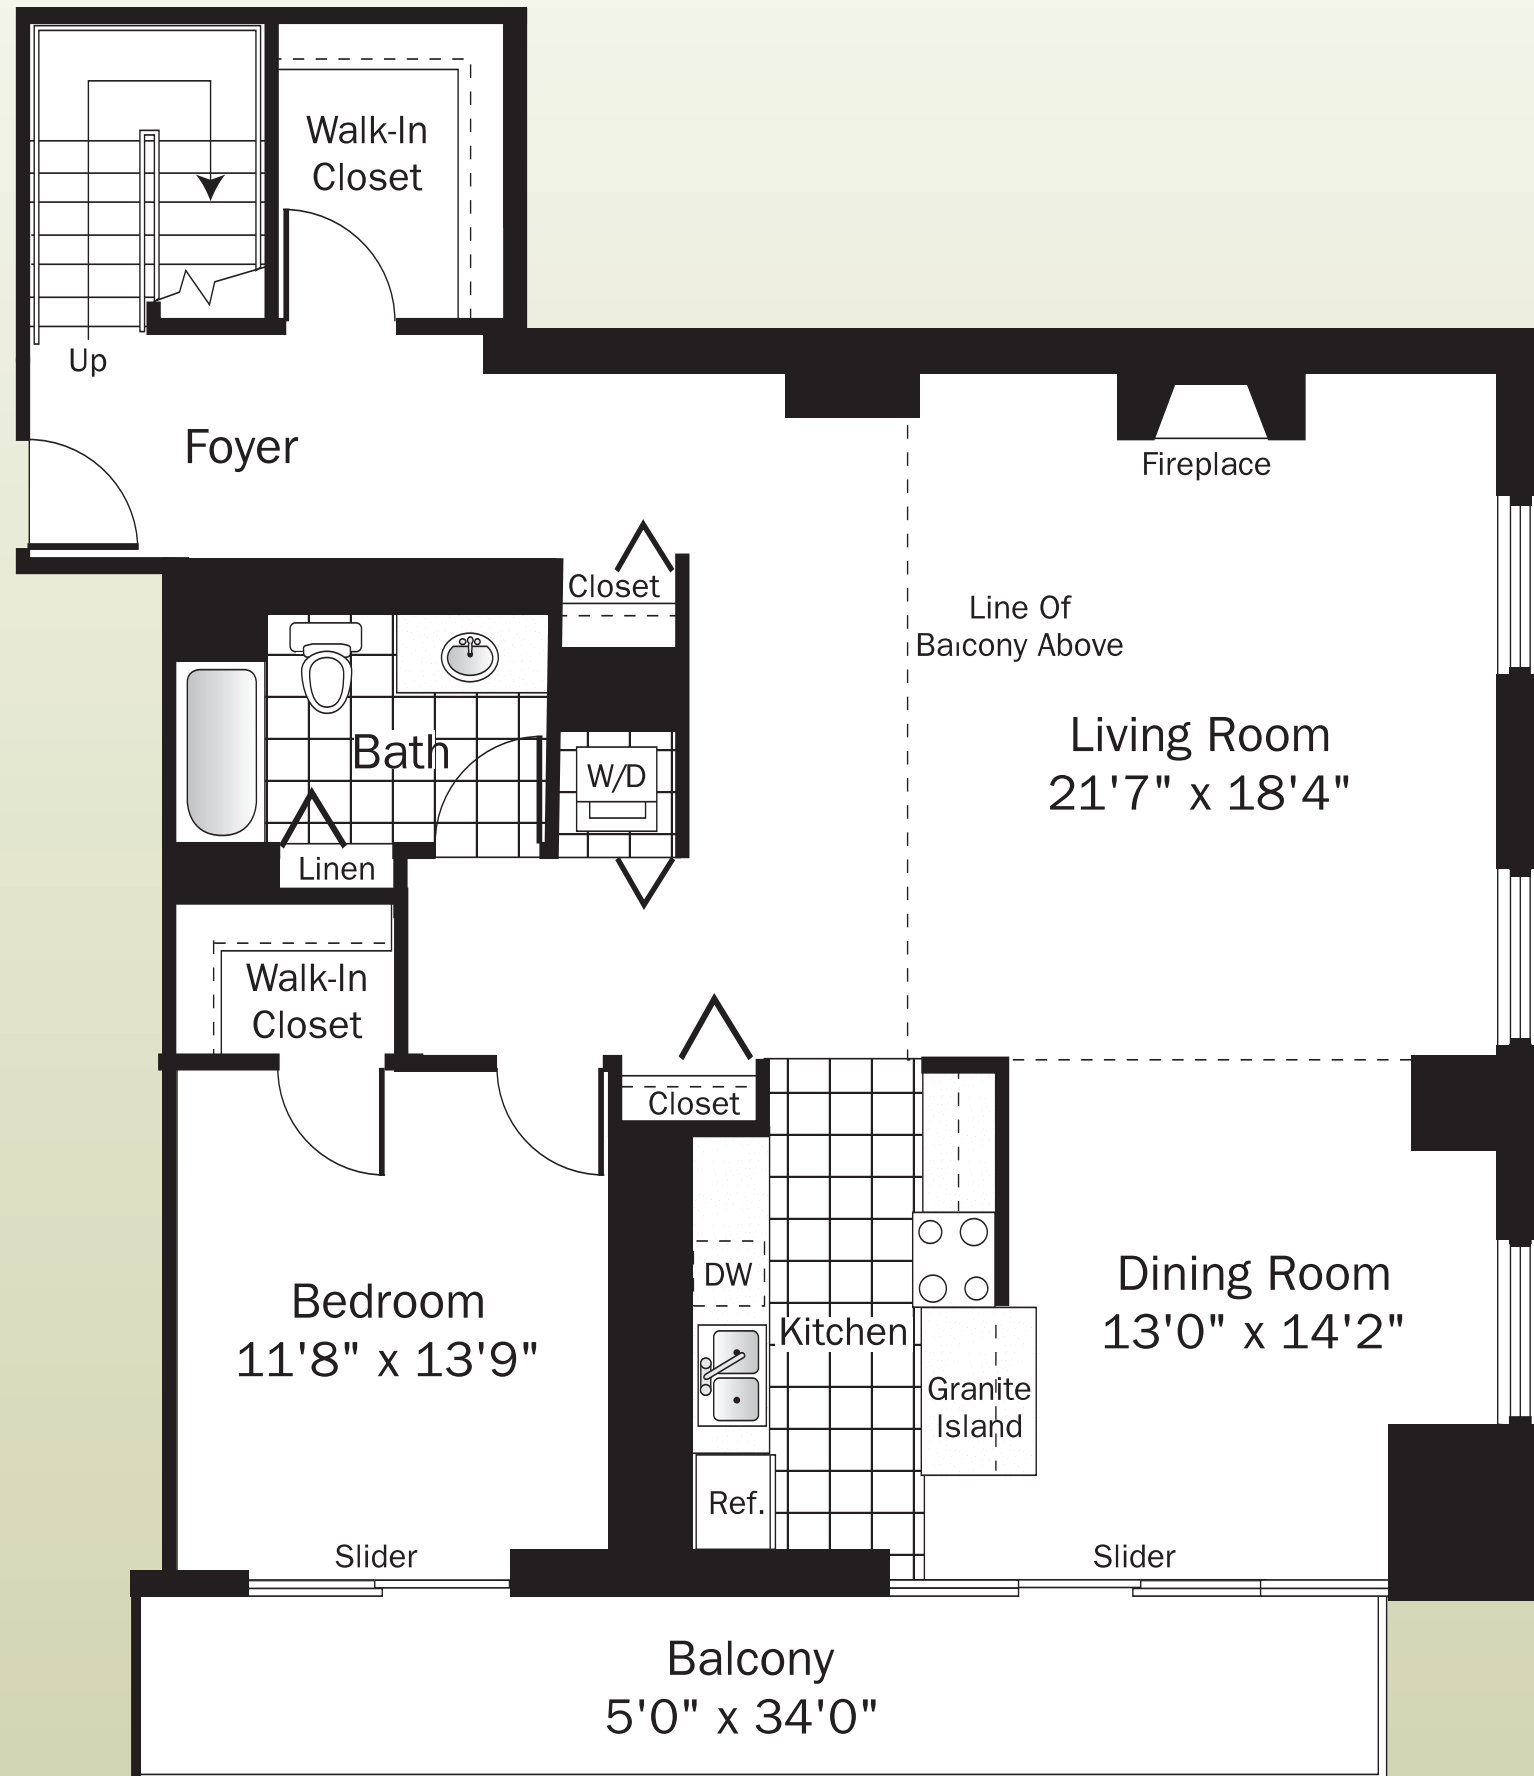 Walk-In
Closet
Up
Foyer
Fireplace
Closet
Line Of
Balcony Above
Living Room
21'7" x 18'4"
Bath
W/D
Linen
Walk-In
Closet
Closet
DW
Bedroom
11'8" x 13'9"
Kitchen
Dining Room
13'0" x 14'2"
Granite
Island
Ref.
Slider
Slider
Balcony
5'0" x 34'0"